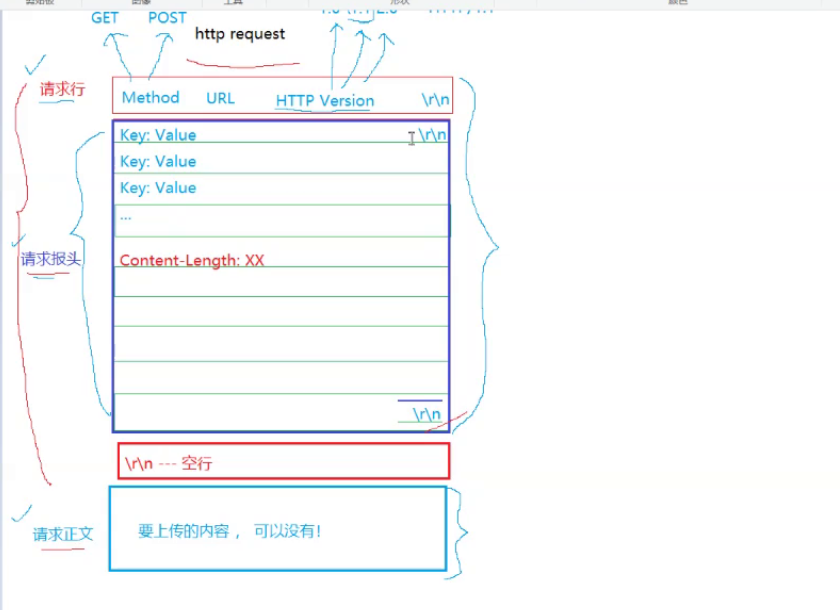 GET POST
http request
请求行
Method URL HTTP Version \r\n
Key: Value \r\n
Key: Value
Key: Value
...
请求报头
Content-Length: XX
\r\n
\r\n --- 空行
请求正文
要上传的内容， 可以没有！